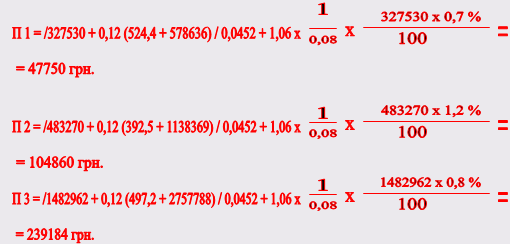 П 1 = /327530 + 0,12 (524,4 + 578636) / 0,0452 + 1,06 x 1 / 0,08 x 327530 x 0,7 % / 100 =
= 47750 грн.
П 2 = /483270 + 0,12 (392,5 + 1138369) / 0,0452 + 1,06 x 1 / 0,08 x 483270 x 1,2 % / 100 =
= 104860 грн.
П 3 = /1482962 + 0,12 (497,2 + 2757788) / 0,0452 + 1,06 x 1 / 0,08 x 1482962 x 0,8 % / 100 =
= 239184 грн.